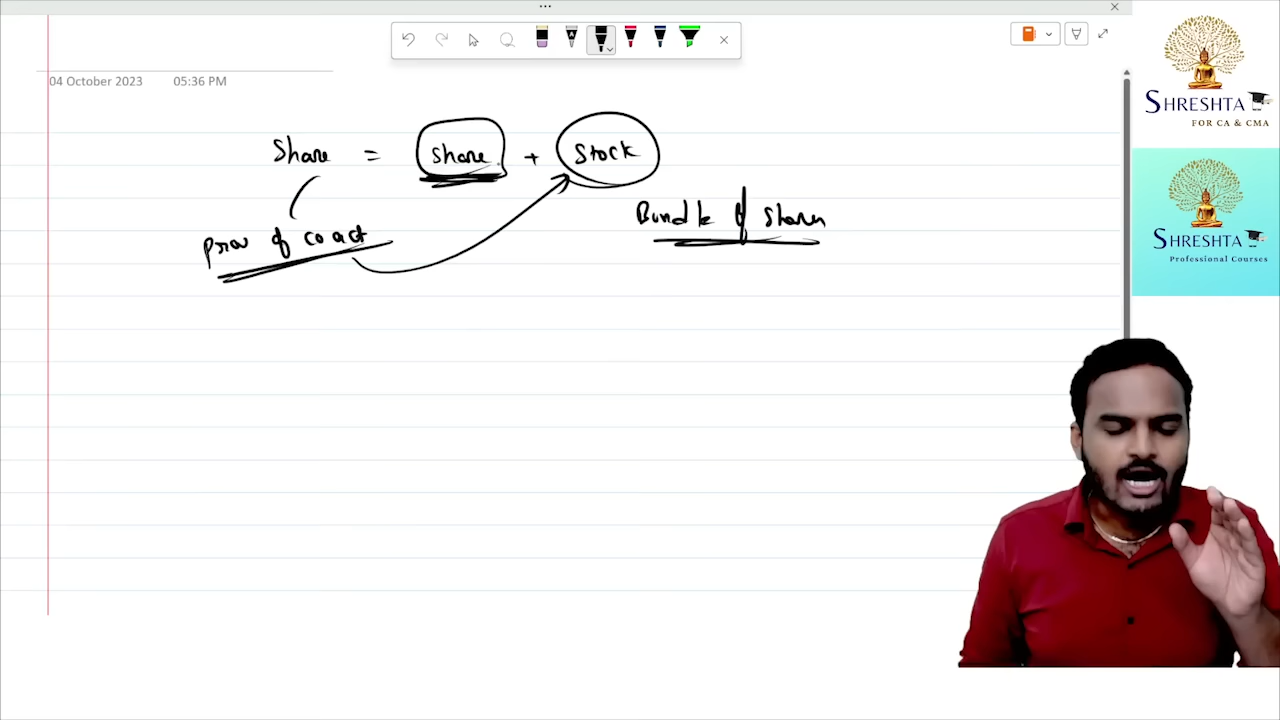 04 October 2023 05:36 PM
Share = Share + Stock
Bundle of Shares
prov of co act
SHRESHTA
FOR CA & CMA
SHRESHTA
Professional Courses